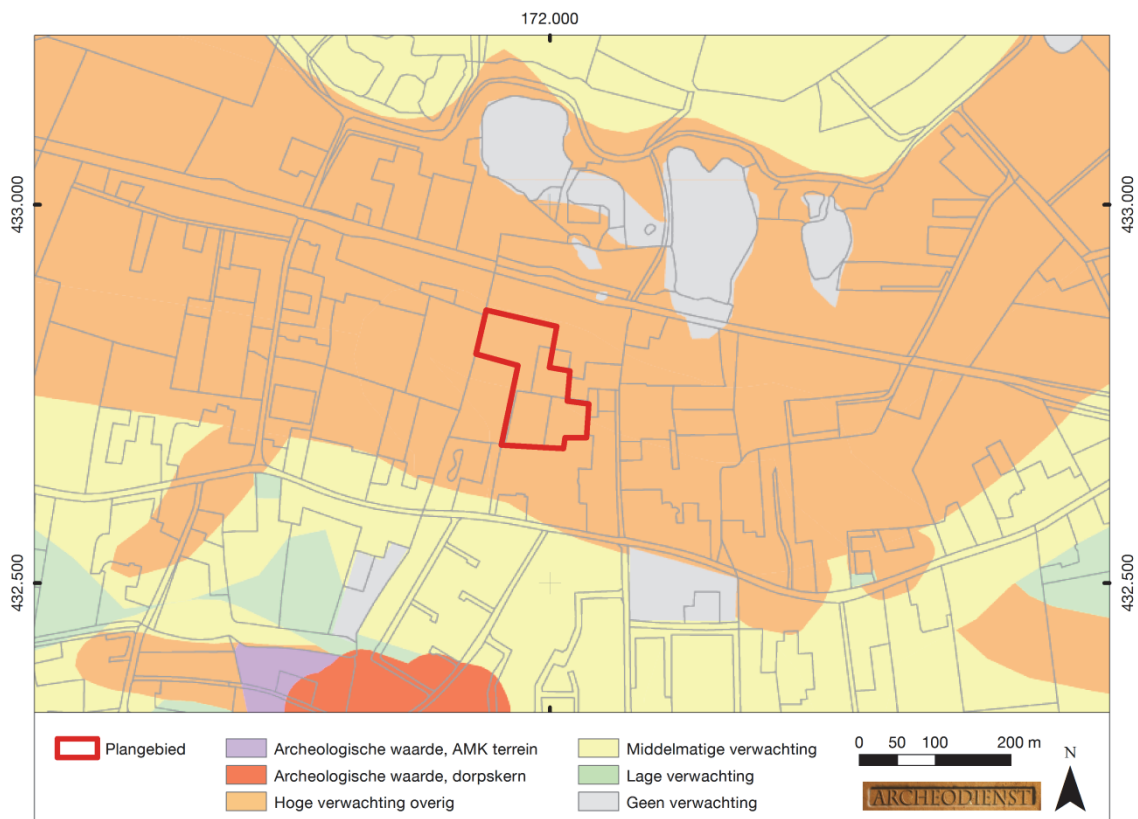 172.000
433.000
433.000
432.500
432.500
Plangebied
Archeologische waarde, AMK terrein
Archeologische waarde, dorpskern
Hoge verwachting overig
Middelmatige verwachting
Lage verwachting
Geen verwachting
0 50 100 200 m
N
ARCHEODIENST